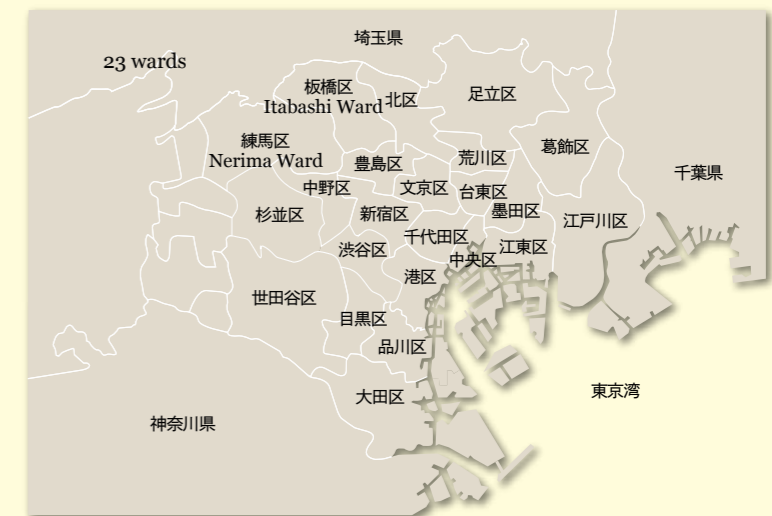 埼玉県
23 wards
板橋区
Itabashi Ward
北区
足立区
練馬区
Nerima Ward
豊島区
荒川区
葛飾区
千葉県
中野区
文京区
台東区
杉並区
新宿区
墨田区
江戸川区
千代田区
渋谷区
江東区
中央区
港区
世田谷区
目黒区
品川区
大田区
東京湾
神奈川県